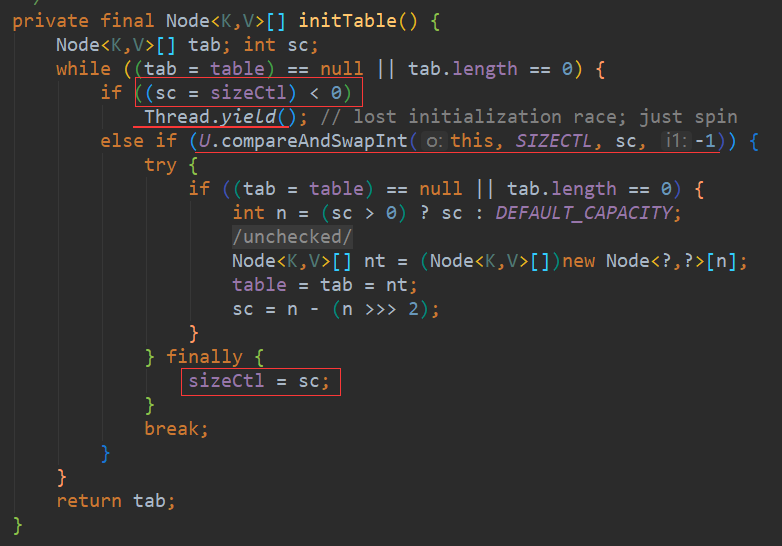 private final Node<K,V>[] initTable() {
    Node<K,V>[] tab; int sc;
    while ((tab = table) == null || tab.length == 0) {
        if ((sc = sizeCtl) < 0)
            Thread.yield(); // lost initialization race; just spin
        else if (U.compareAndSwapInt( o: this, SIZECTL, sc, i1: -1)) {
            try {
                if ((tab = table) == null || tab.length == 0) {
                    int n = (sc > 0) ? sc : DEFAULT_CAPACITY;
                    /unchecked/
                    Node<K,V>[] nt = (Node<K,V>[])new Node<?,?>[n];
                    table = tab = nt;
                    sc = n - (n >>> 2);
                }
            } finally {
                sizeCtl = sc;
            }
            break;
        }
    }
    return tab;
}